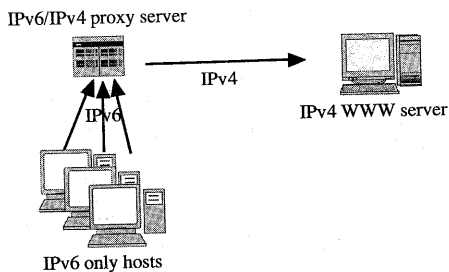 IPv6/IPv4 proxy server
IPv4
IPv6
IPv4 WWW server
IPv6 only hosts